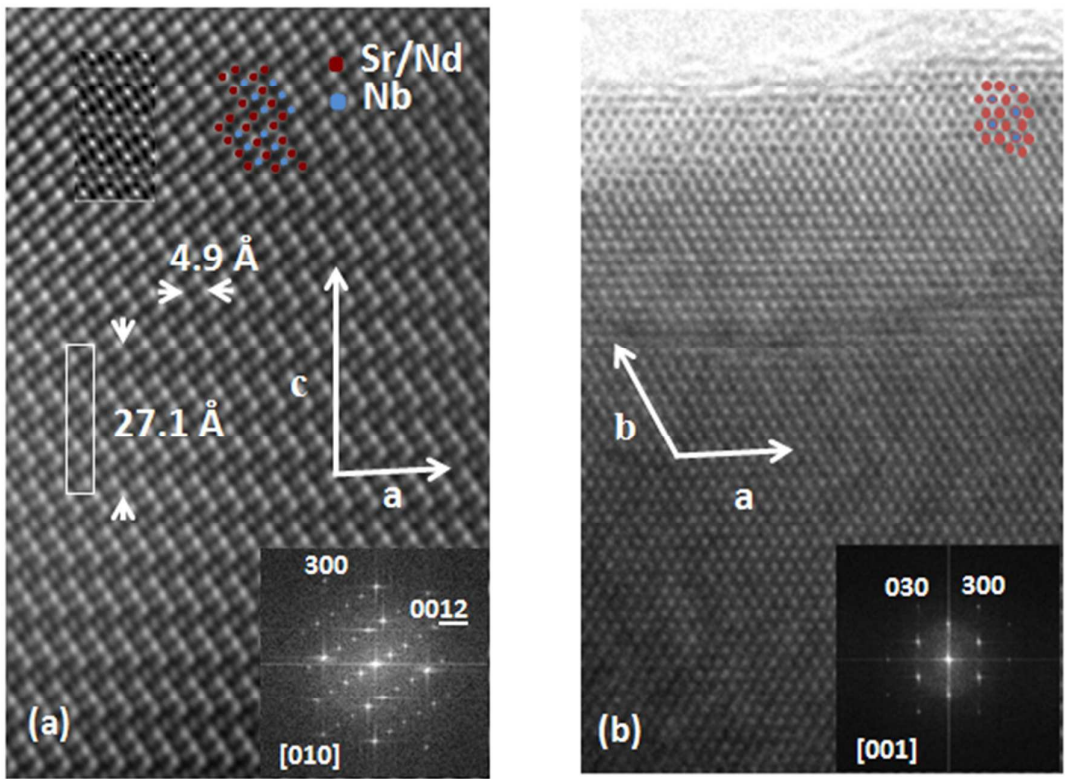 Sr/Nd
Nb
4.9 Å
27.1 Å
c
a
300
0012
[010]
(a)
b
a
030 300
[001]
(b)